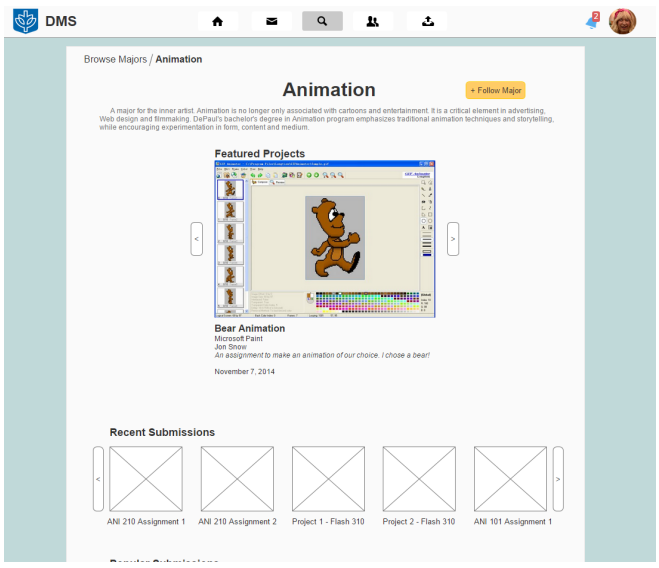 DMS
2
Browse Majors / Animation
Animation
+ Follow Major
A major for the inner artist. Animation is no longer only associated with cartoons and entertainment. It is a critical element in advertising,
Web design and filmmaking. DePaul's bachelor's degree in Animation program emphasizes traditional animation techniques and storytelling,
while encouraging experimentation in form, content and medium.
Featured Projects
<
>
Bear Animation
Microsoft Paint
Jon Snow
An assignment to make an animation of our choice. I chose a bear!
November 7, 2014
Recent Submissions
<
>
ANI 210 Assignment 1
ANI 210 Assignment 2
Project 1 - Flash 310
Project 2 - Flash 310
ANI 101 Assignment 1